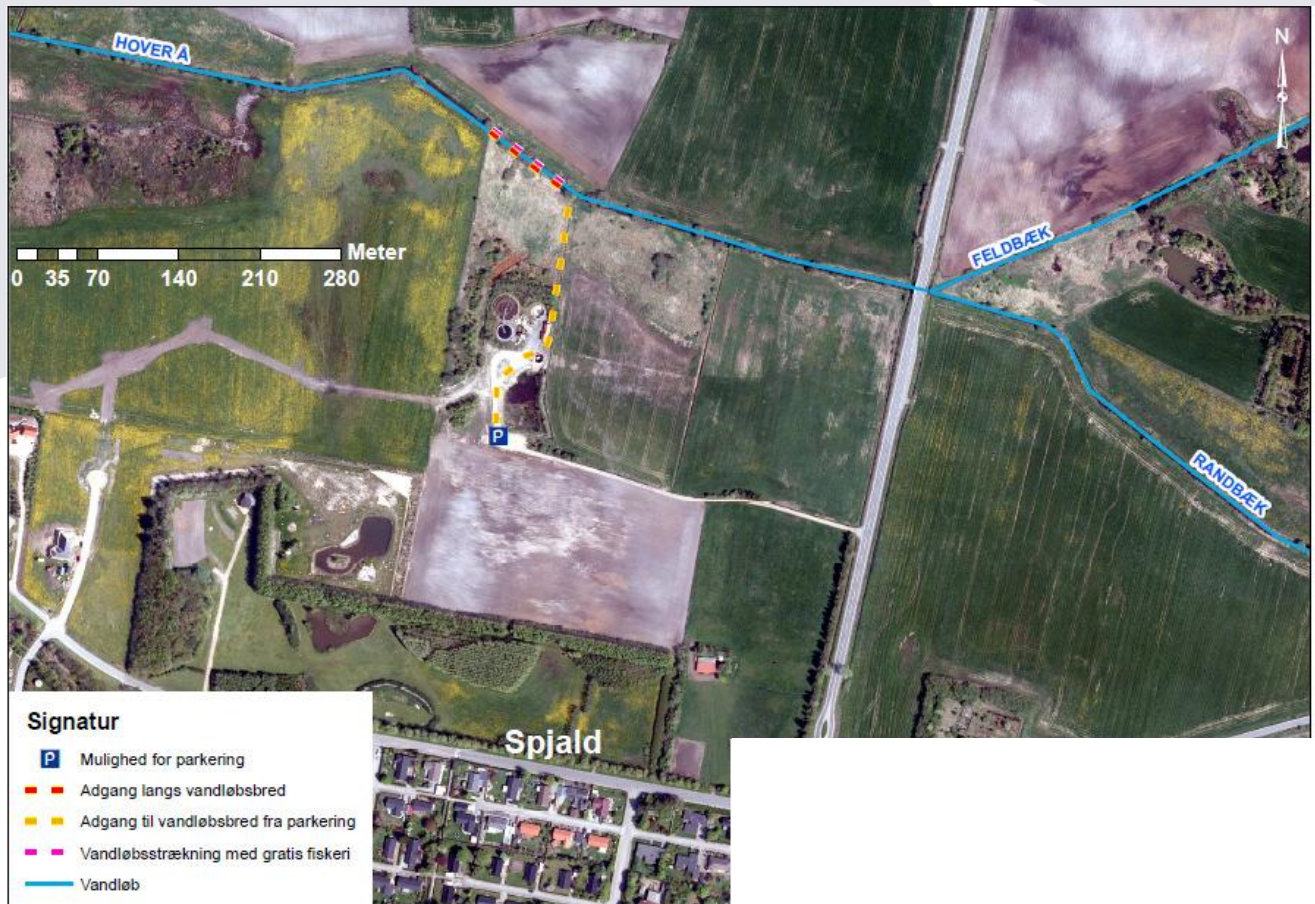 HOVER Å
N
FELDBÆK
Meter
0 35 70 140 210 280
P
RANDBÆK
Spjald
Signatur
P Mulighed for parkering
Adgang langs vandløbsbred
Adgang til vandløbsbred fra parkering
Vandløbsstrækning med gratis fiskeri
Vandløb